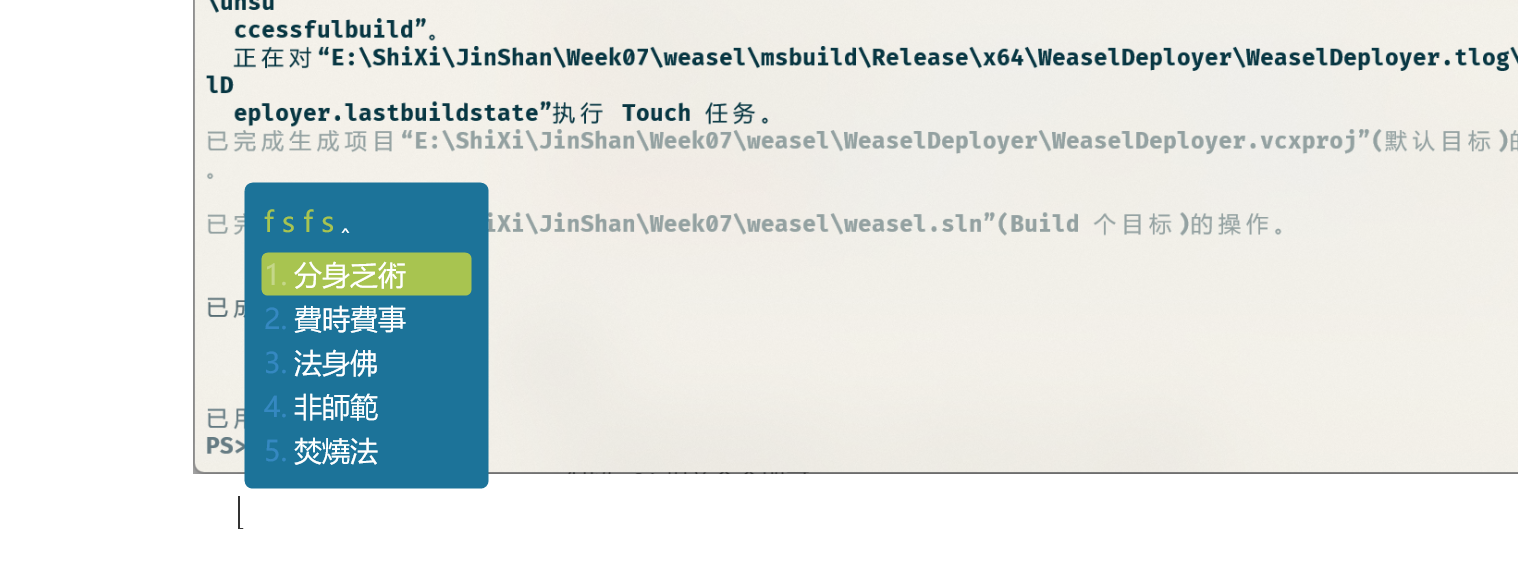 \unsu
ccessfulbuild”。
正在对“E:\ShiXi\JinShan\Week07\weasel\msbuild\Release\x64\WeaselDeployer\WeaselDeployer.tlog\
lD
eployer.lastbuildstate”执行 Touch 任务。
已完成生成项目“E:\ShiXi\JinShan\Week07\weasel\WeaselDeployer\WeaselDeployer.vcxproj”(默认目标)的
。
已完 iXi\JinShan\Week07\weasel\weasel.sln”(Build 个目标)的操作。
已成
已用
PS>
fsfs‸
1. 分身乏術
2. 費時費事
3. 法身佛
4. 非師範
5. 焚燒法